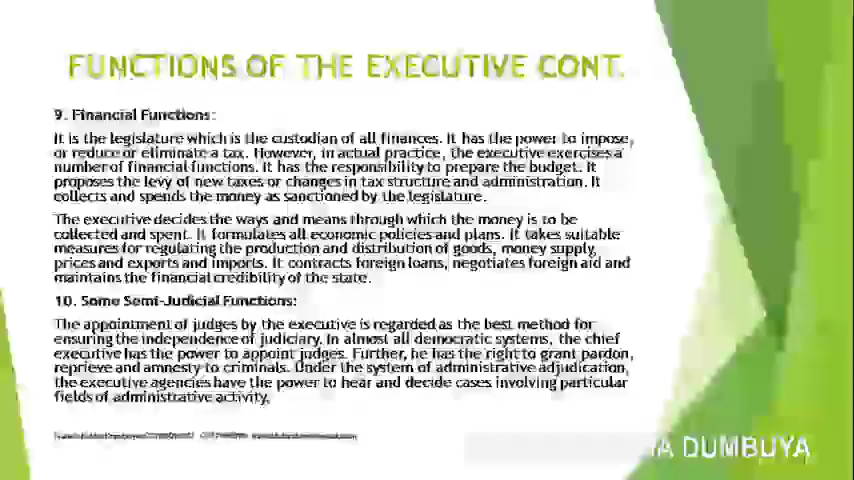 FUNCTIONS OF THE EXECUTIVE CONT.
9. Financial Functions:
It is the legislature which is the custodian of all finances. It has the power to impose,
or reduce or eliminate a tax. However, in actual practice, the executive exercises a
number of financial functions. It has the responsibility to prepare the budget. It
proposes the levy of new taxes or changes in tax structure and administration. It
collects and spends the money as sanctioned by the legislature.
The executive decides the ways and means through which the money is to be
collected and spent. It formulates all economic policies and plans. It takes suitable
measures for regulating the production and distribution of goods, money supply,
prices and exports and imports. It contracts foreign loans, negotiates foreign aid and
maintains the financial credibility of the state.
10. Some Semi-Judicial Functions:
The appointment of judges by the executive is regarded as the best method for
ensuring the independence of judiciary. In almost all democratic systems, the chief
executive has the power to appoint judges. Further, he has the right to grant pardon,
reprieve and amnesty to criminals. Under the system of administrative adjudication,
the executive agencies have the power to hear and decide cases involving particular
fields of administrative activity.
DUMBUYA